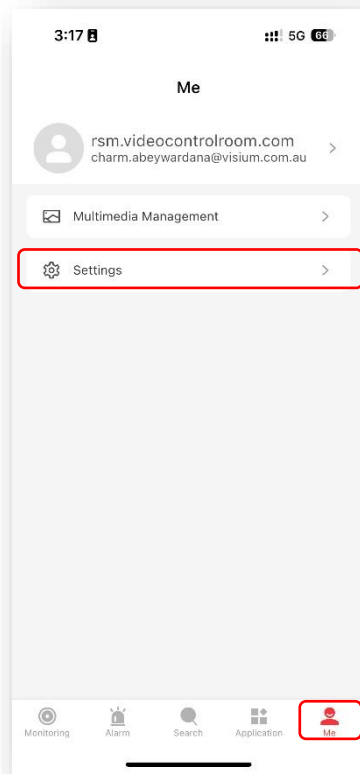 3:17 5G 66
Me
rsm.videocontrolroom.com
charm.abeywardana@visium.com.au
Multimedia Management
Settings
Monitoring Alarm Search Application Me